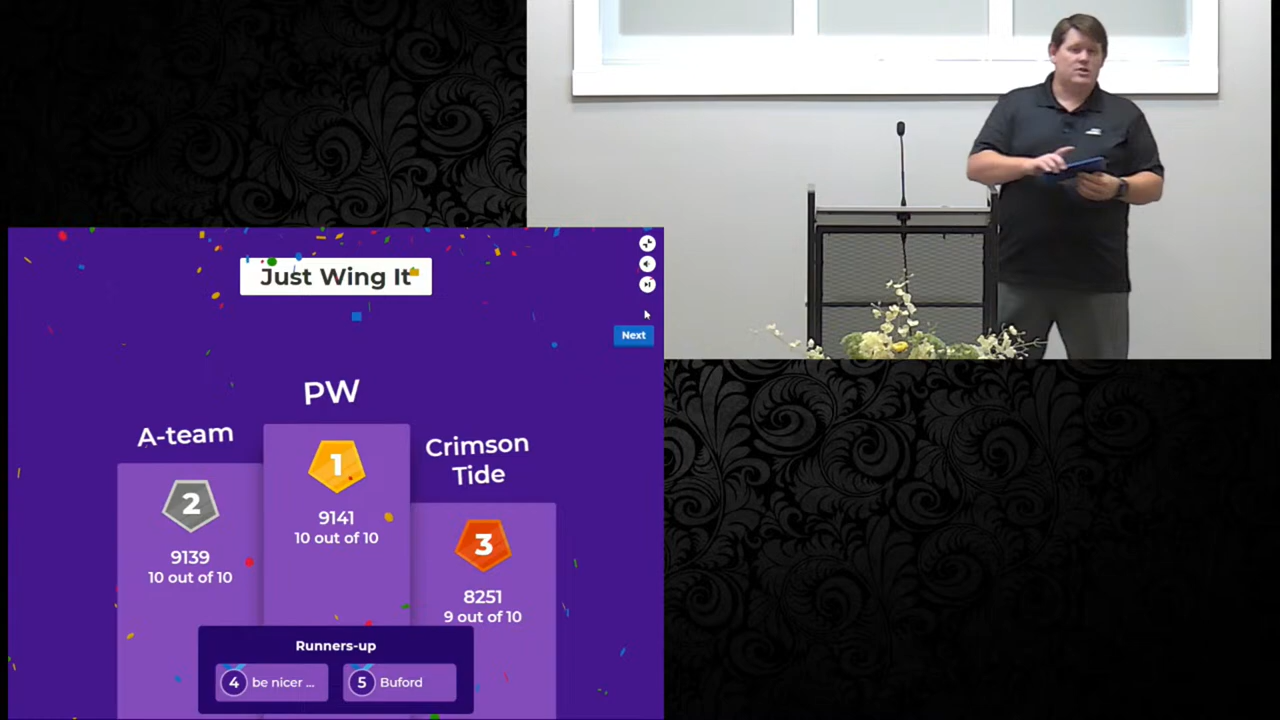 Just Wing It
Next
PW
A-team
Crimson
Tide
1
2
3
9141
10 out of 10
9139
10 out of 10
8251
9 out of 10
Runners-up
4 be nicer ...
5 Buford